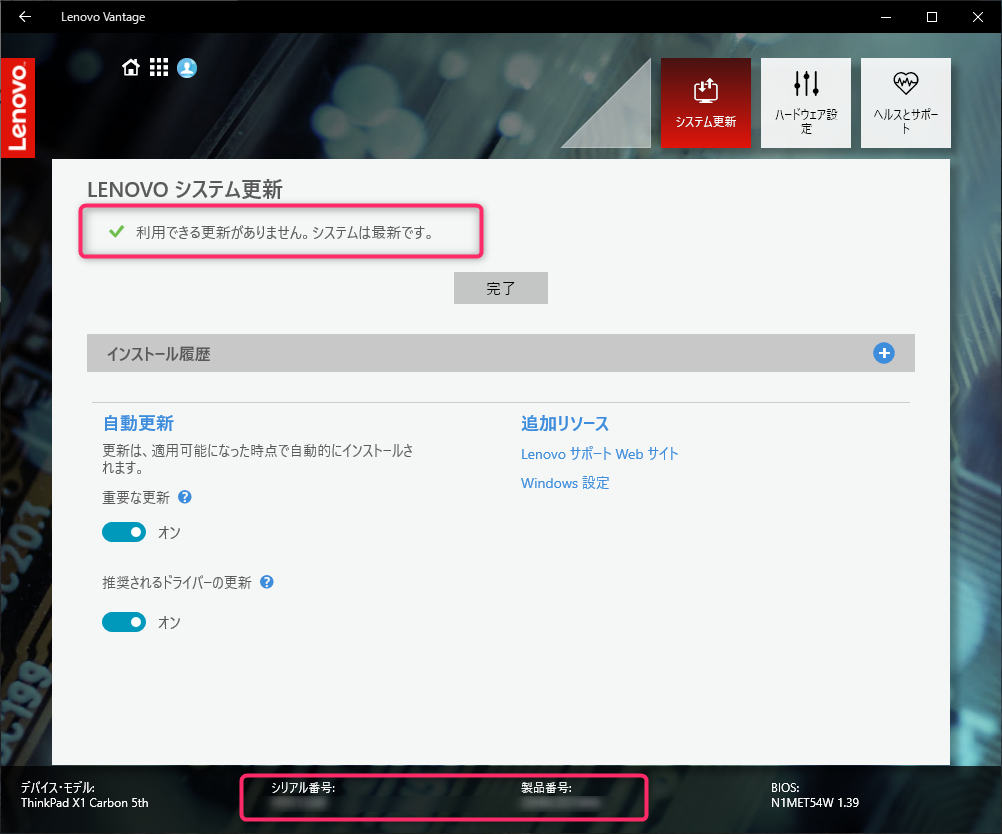 Lenovo Vantage
Lenovo
システム更新
ハードウェア設
定
ヘルスとサポー
ト
LENOVO システム更新
利用できる更新がありません。システムは最新です。
完了
インストール履歴
自動更新
更新は、適用可能になった時点で自動的にインストールさ
れます。
重要な更新
オン
推奨されるドライバーの更新
オン
追加リソース
Lenovo サポート Web サイト
Windows 設定
デバイス・モデル:
ThinkPad X1 Carbon 5th
シリアル番号:
製品番号:
BIOS:
N1MET54W 1.39